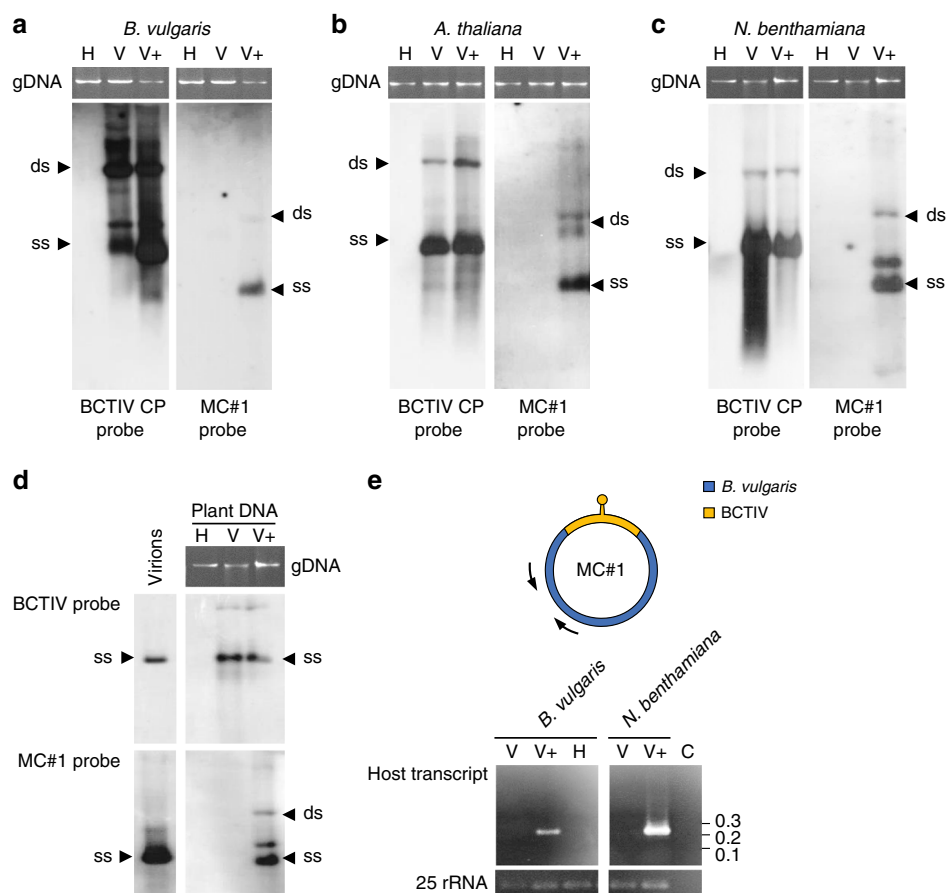 a
B. vulgaris
H V V+ H V V+
gDNA
ds
ds
ss
ss
BCTIV CP probe
MC#1 probe
b
A. thaliana
H V V+ H V V+
gDNA
ds
ds
ss
ss
BCTIV CP probe
MC#1 probe
c
N. benthamiana
H V V+ H V V+
gDNA
ds
ds
ss
ss
BCTIV CP probe
MC#1 probe
d
Virions
Plant DNA
H V V+
gDNA
BCTIV probe
ss
ss
MC#1 probe
ds
ss
ss
e
B. vulgaris
BCTIV
MC#1
B. vulgaris
N. benthamiana
V V+ H V V+ C
Host transcript
0.3
0.2
0.1
25 rRNA